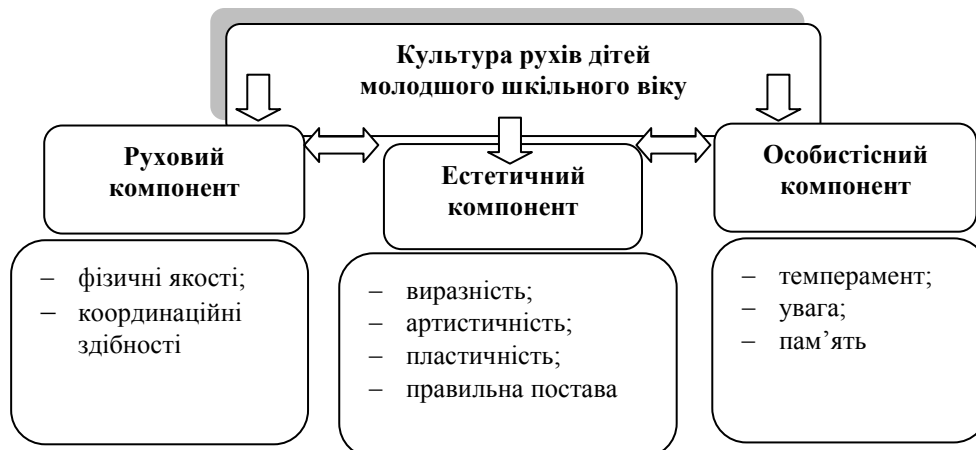 Культура рухів дітей
молодшого шкільного віку
Руховий
компонент
Естетичний
компонент
Особистісний
компонент
– фізичні якості;
– координаційні
здібності
– виразність;
– артистичність;
– пластичність;
– правильна постава
– темперамент;
– увага;
– пам’ять